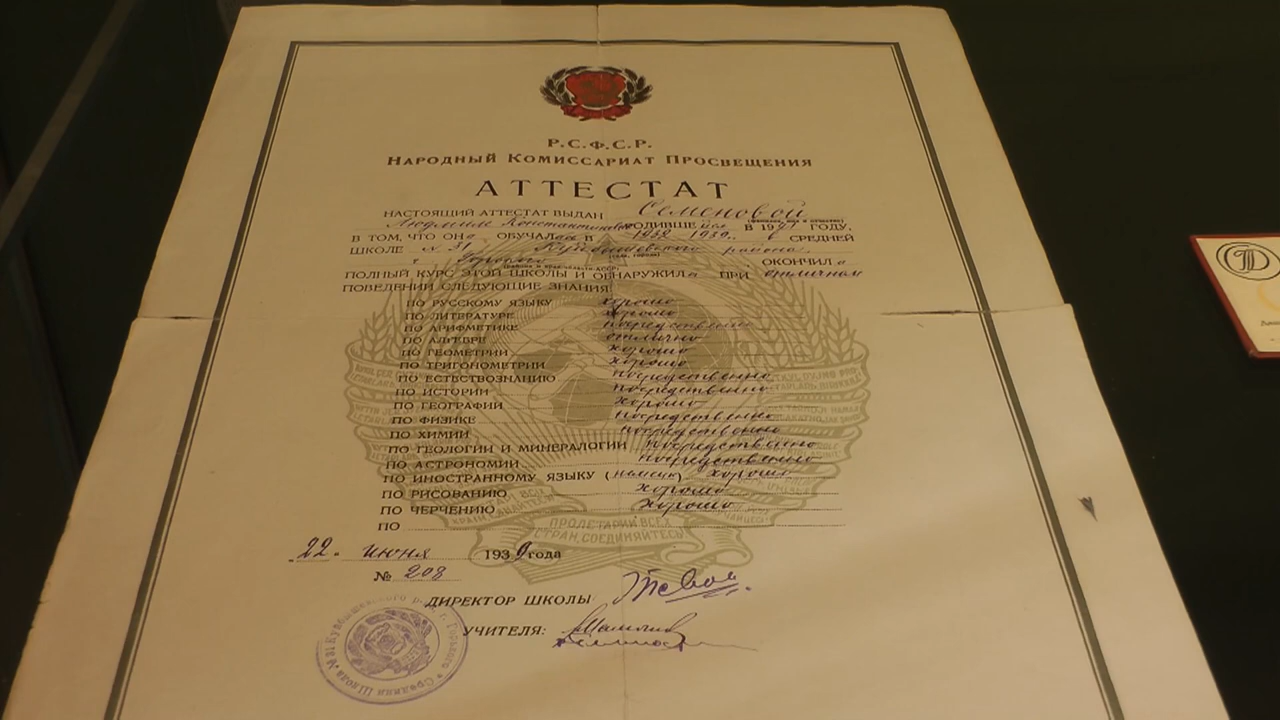 Р.С.Ф.С.Р.
НАРОДНЫЙ КОМИССАРИАТ ПРОСВЕЩЕНИЯ
АТТЕСТАТ
НАСТОЯЩИЙ АТТЕСТАТ ВЫДАН Семеновой
Людмиле Константиновне РОДИВШЕЙСЯ В 1921 ГОДУ,
В ТОМ, ЧТО ОНа ОБУЧАЛась В 1938-1939 в СРЕДНЕЙ
ШКОЛЕ № 31 Куйбышевского района
г. Горького ОКОНЧИЛа
ПОЛНЫЙ КУРС ЭТОЙ ШКОЛЫ И ОБНАРУЖИЛа ПРИ отличном
ПОВЕДЕНИИ СЛЕДУЮЩИЕ ЗНАНИЯ:
ПО РУССКОМУ ЯЗЫКУ хорошо
ПО ЛИТЕРАТУРЕ хорошо
ПО АРИФМЕТИКЕ посредственно
ПО АЛГЕБРЕ отлично
ПО ГЕОМЕТРИИ хорошо
ПО ТРИГОНОМЕТРИИ хорошо
ПО ЕСТЕСТВОЗНАНИЮ посредственно
ПО ИСТОРИИ посредственно
ПО ГЕОГРАФИИ хорошо
ПО ФИЗИКЕ посредственно
ПО ХИМИИ посредственно
ПО ГЕОЛОГИИ И МИНЕРАЛОГИИ посредственно
ПО АСТРОНОМИИ посредственно
ПО ИНОСТРАННОМУ ЯЗЫКУ (немецк) хорошо
ПО РИСОВАНИЮ хорошо
ПО ЧЕРЧЕНИЮ хорошо
ПО
ПРОЛЕТАРИИ ВСЕХ
СТРАН, СОЕДИНЯЙТЕСЬ
22. июня 1939 года
№ 208
ДИРЕКТОР ШКОЛЫ
УЧИТЕЛЯ: